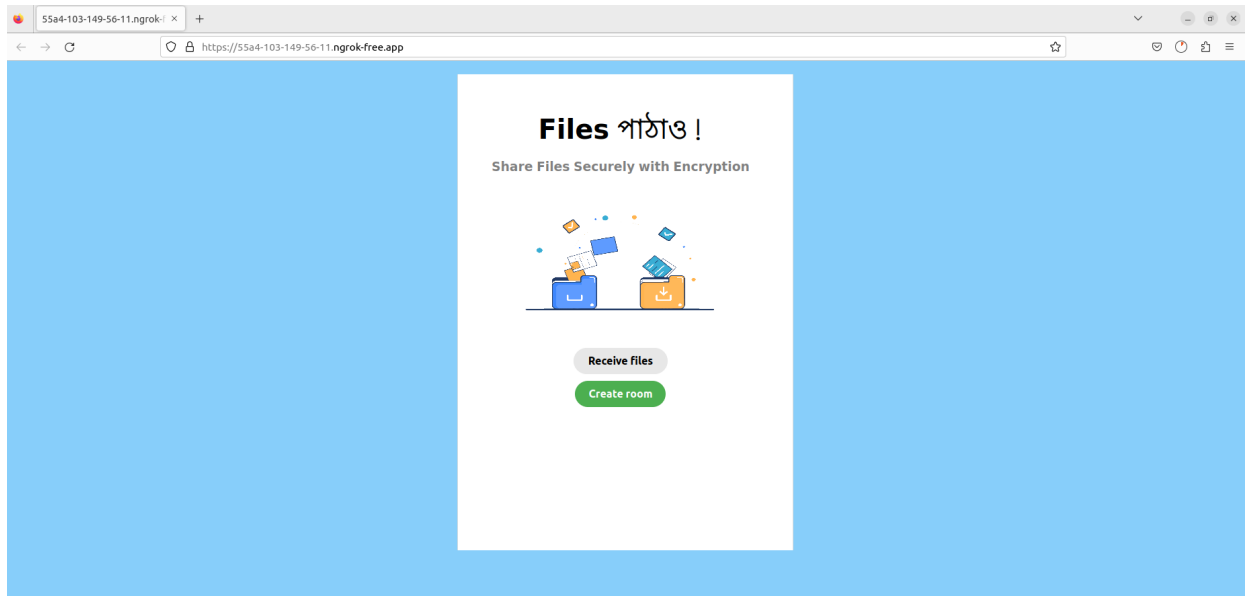 55a4-103-149-56-11.ngrok-f
https://55a4-103-149-56-11.ngrok-free.app
Files পাঠাও !
Share Files Securely with Encryption
Receive files
Create room